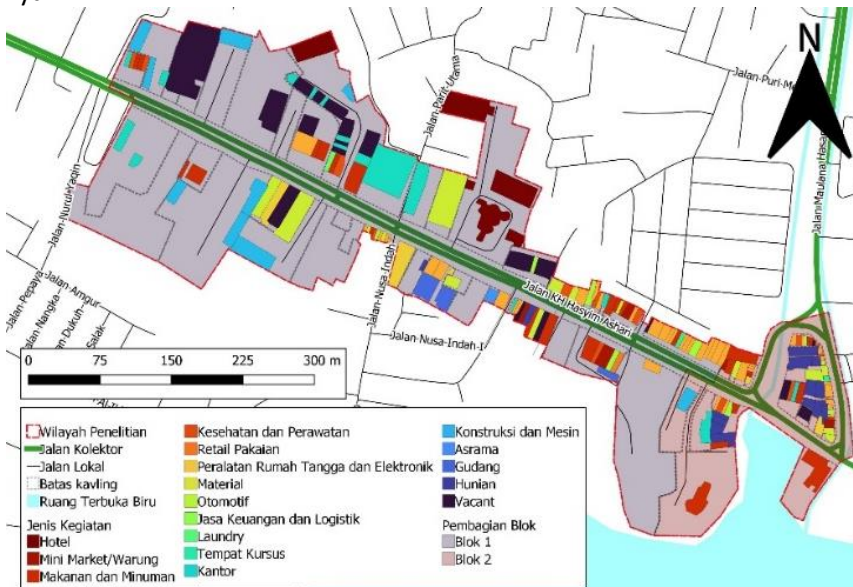 N
Jalan Parit Utama
Jalan Puri Me
Jalan Maulana Hasan
Jalan Nurul Yaqin
Jalan Nusa Indah
Jalan KH Hasyim Ashari
Jalan Pepaya
Jalan Nangka
Jalan Amgur
Dukuh
Salak
Jalan Nusa Indah I
0 75 150 225 300 m
Wilayah Penelitian
Jalan Kolektor
Jalan Lokal
Batas kavling
Ruang Terbuka Biru
Jenis Kegiatan
Hotel
Mini Market/Warung
Makanan dan Minuman
Kesehatan dan Perawatan
Retail Pakaian
Peralatan Rumah Tangga dan Elektronik
Material
Otomotif
Jasa Keuangan dan Logistik
Laundry
Tempat Kursus
Kantor
Konstruksi dan Mesin
Asrama
Gudang
Hunian
Vacant
Pembagian Blok
Blok 1
Blok 2